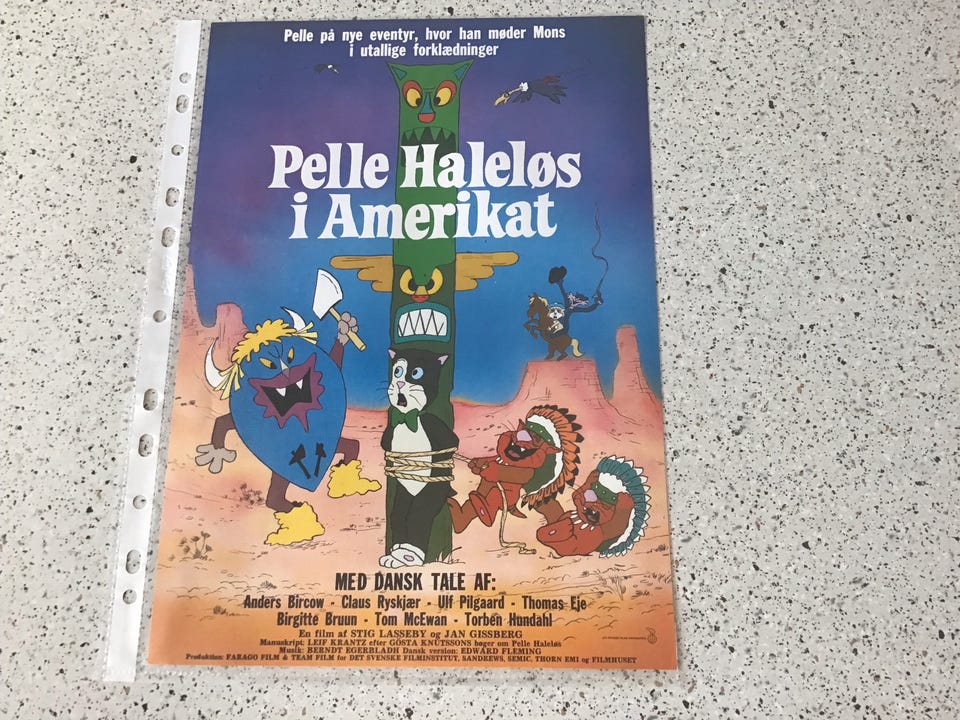 Pelle på nye eventyr, hvor han møder Mons
i utallige forklædninger
Pelle Haleløs
i Amerikat
MED DANSK TALE AF:
Anders Bircow - Claus Ryskjær - Ulf Pilgaard - Thomas Eje
Birgitte Bruun - Tom McEwan - Torben Hundahl
En film af STIG LASSEBY og JAN GISSBERG
Manuskript: LEIF KRANTZ efter GÖSTA KNUTSSONS bøger om Pelle Haleløs
Musik: BERNDT EGERBLADH Dansk version: EDWARD FLEMING
Produktion: FARAGO FILM & TEAM FILM for DET SVENSKE FILMINSTITUT, SANDREWS, SEMIC, THORN EMI og FILMHUSET